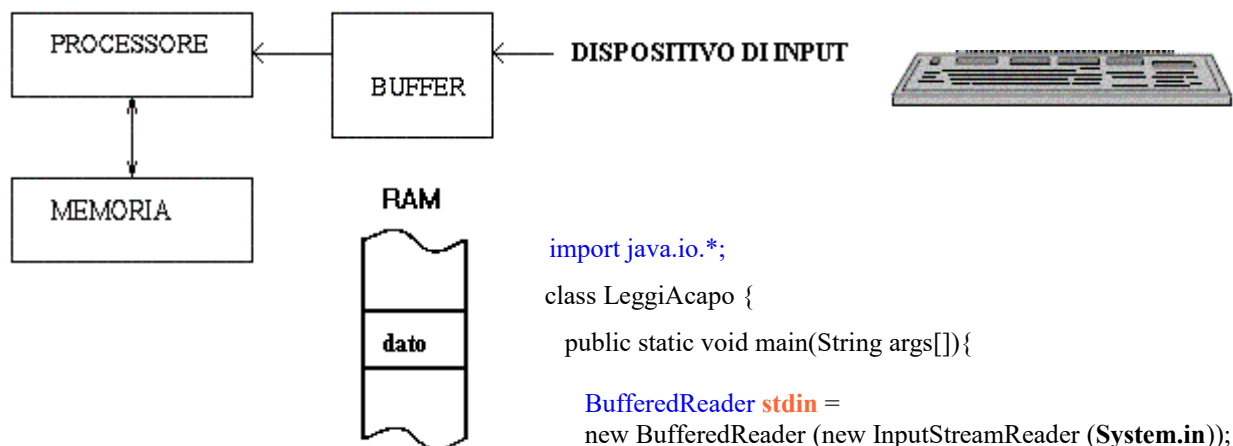 PROCESSORE
BUFFER
DISPOSITIVO DI INPUT
MEMORIA
RAM
dato
import java.io.*;
class LeggiAcapo {
public static void main(String args[]){
BufferedReader stdin =
new BufferedReader (new InputStreamReader (System.in));